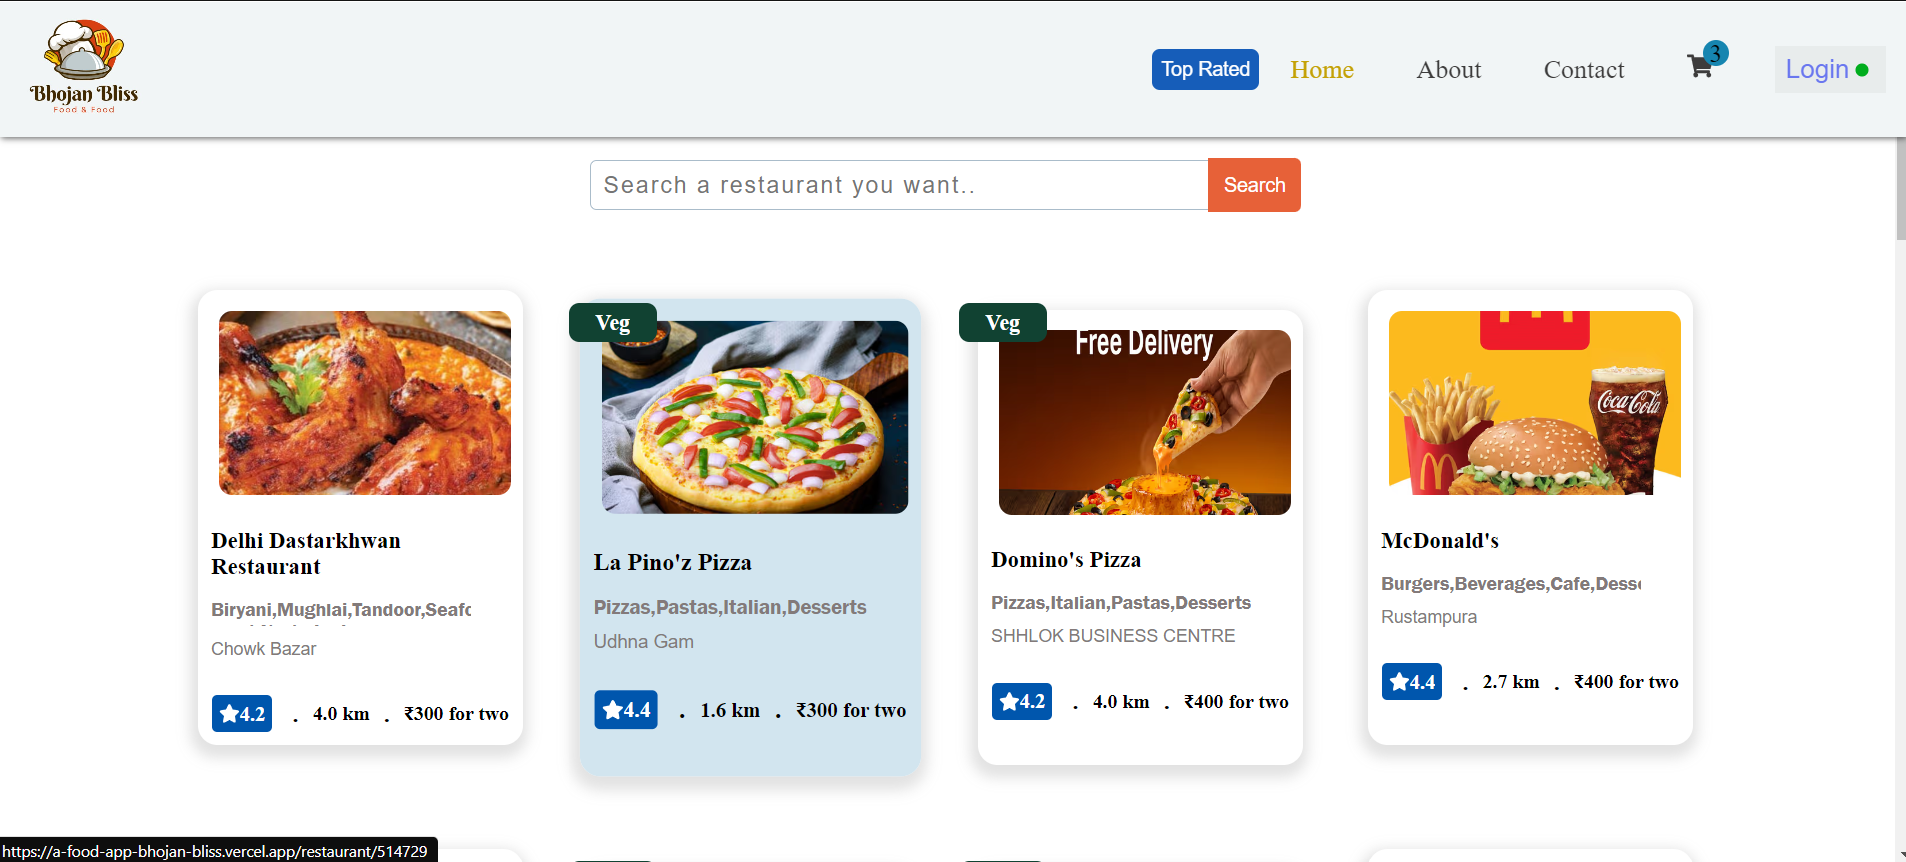 Bhojan Bliss
Food & Food
Top Rated
Home
About
Contact
3
Login
Search a restaurant you want..
Search
Delhi Dastarkhwan
Restaurant
Biryani,Mughlai,Tandoor,Seafo
Chowk Bazar
4.2 . 4.0 km . ₹300 for two
Veg
La Pino'z Pizza
Pizzas,Pastas,Italian,Desserts
Udhna Gam
4.4 . 1.6 km . ₹300 for two
Veg
Free Delivery
Domino's Pizza
Pizzas,Italian,Pastas,Desserts
SHHLOK BUSINESS CENTRE
4.2 . 4.0 km . ₹400 for two
Coca-Cola
McDonald's
Burgers,Beverages,Cafe,Desse
Rustampura
4.4 . 2.7 km . ₹400 for two
https://a-food-app-bhojan-bliss.vercel.app/restaurant/514729